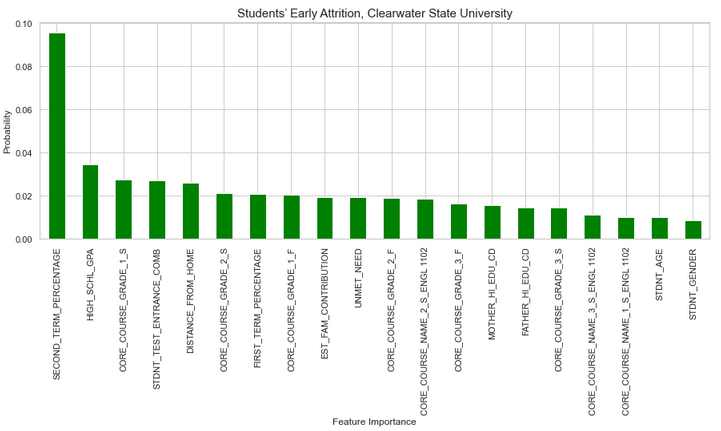 Students’ Early Attrition, Clearwater State University
0.10
0.08
0.06
0.04
0.02
0.00
Probability
SECOND_TERM_PERCENTAGE
HIGH_SCHL_GPA
CORE_COURSE_GRADE_1_S
STDNT_TEST_ENTRANCE_COMB
DISTANCE_FROM_HOME
CORE_COURSE_GRADE_2_S
FIRST_TERM_PERCENTAGE
CORE_COURSE_GRADE_1_F
EST_FAM_CONTRIBUTION
UNMET_NEED
CORE_COURSE_GRADE_2_F
CORE_COURSE_NAME_2_S_ENGL 1102
CORE_COURSE_GRADE_3_F
MOTHER_HI_EDU_CD
FATHER_HI_EDU_CD
CORE_COURSE_GRADE_3_S
CORE_COURSE_NAME_3_S_ENGL 1102
CORE_COURSE_NAME_1_S_ENGL 1102
STDNT_AGE
STDNT_GENDER
Feature Importance